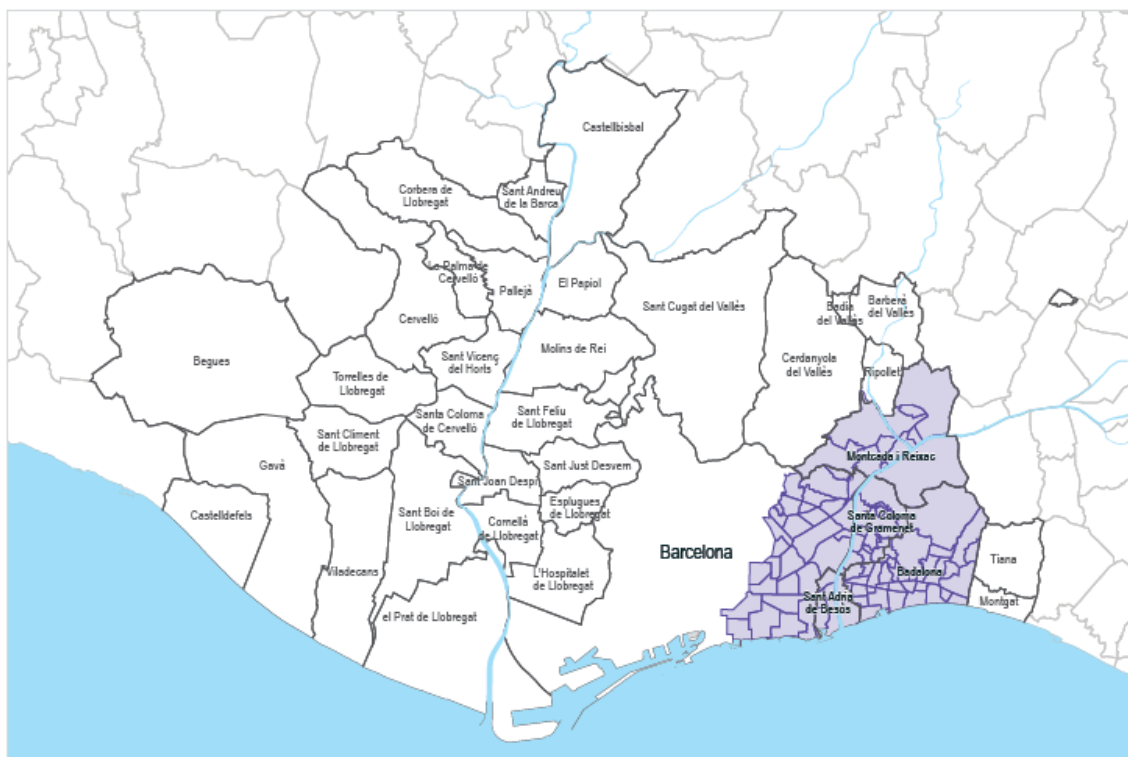 Castellbisbal
Corbera de
Llobregat
Sant Andreu
de la Barca
La Palma de
Cervelló
Pallejà
El Papiol
Sant Cugat del Vallès
Badia
del Vallès
Barberà
del Vallès
Cervelló
Begues
Sant Vicenç
del Horts
Molins de Rei
Cerdanyola
del Vallès
Ripollet
Torrelles de
Llobregat
Santa Coloma
de Cervelló
Sant Feliu
de Llobregat
Sant Climent
de Llobregat
Gavà
Montcada i Reixac
Sant Just Desvern
Sant Joan Despí
Castelldefels
Sant Boi de
Llobregat
Esplugues
de Llobregat
Cornellà
de Llobregat
Santa Coloma
de Gramenet
Barcelona
Tiana
Viladecans
L'Hospitalet
de Llobregat
Badalona
Sant Adrià
de Besòs
Montgat
el Prat de Llobregat